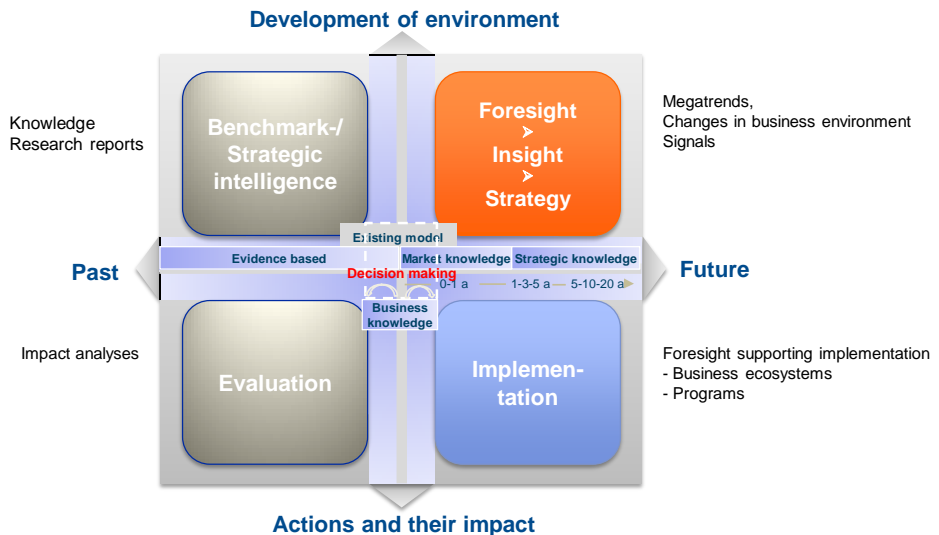 Development of environment
Knowledge
Research reports
Benchmark-/
Strategic
intelligence
Foresight
➢
Insight
➢
Strategy
Megatrends,
Changes in business environment
Signals
Existing model
Past
Evidence based
Market knowledge
Strategic knowledge
Future
Decision making
0-1 a
1-3-5 a
5-10-20 a
Business
knowledge
Impact analyses
Evaluation
Implemen-
tation
Foresight supporting implementation
- Business ecosystems
- Programs
Actions and their impact